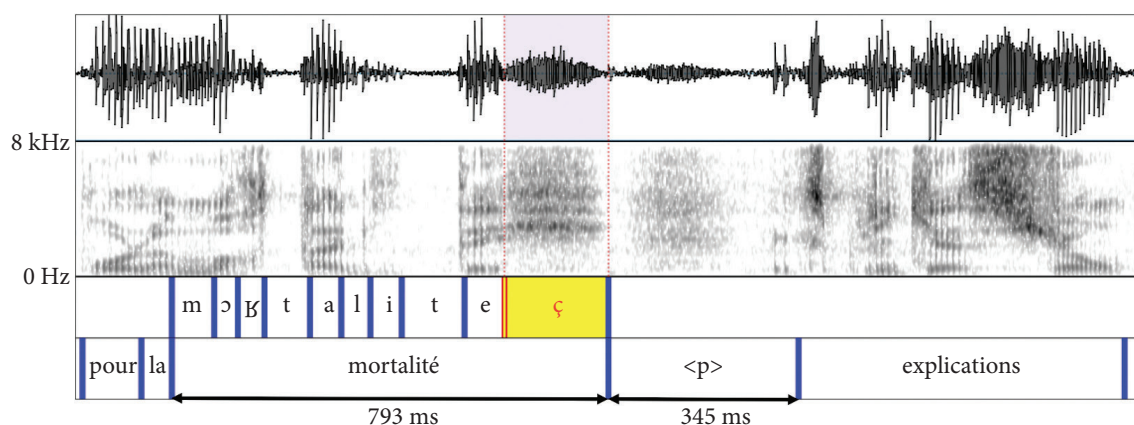 8 kHz
0 Hz
m ɔ ʁ t a l i t e ç
pour la mortalité <p> explications
793 ms 345 ms